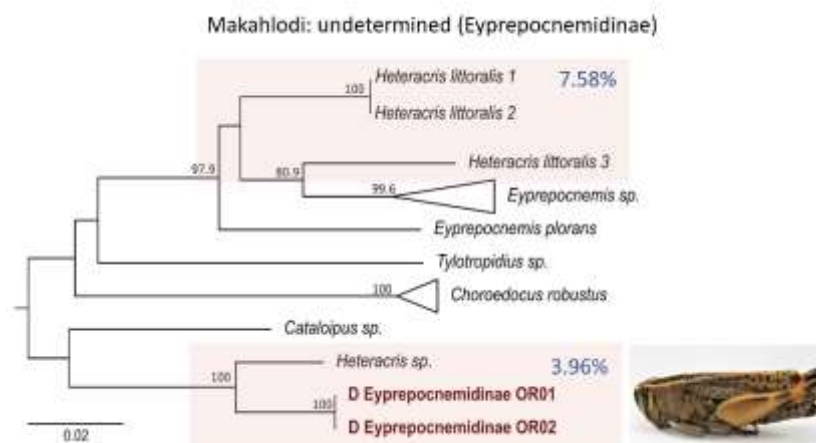 Makahlodi: undetermined (Eyprepocnemidinae)
Heteracris littoralis 1
7.58%
100
Heteracris littoralis 2
Heteracris littoralis 3
97.9
80.9
99.6
Eyprepocnemis sp.
Eyprepocnemis plorans
Tylotropidius sp.
100
Choroedocus robustus
Cataloipus sp.
Heteracris sp.
3.96%
100
D Eyprepocnemidinae OR01
100
D Eyprepocnemidinae OR02
0.02